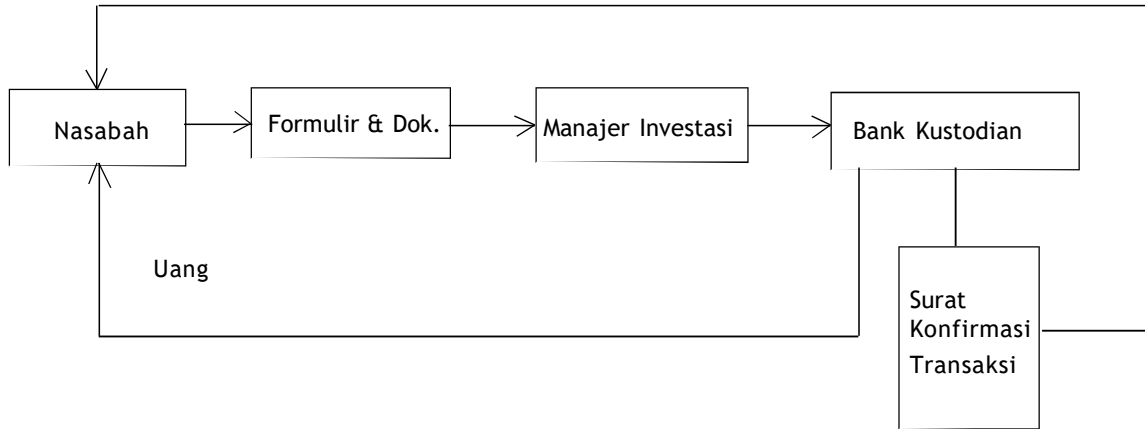 Nasabah
Formulir & Dok.
Manajer Investasi
Bank Kustodian
Uang
Surat
Konfirmasi
Transaksi